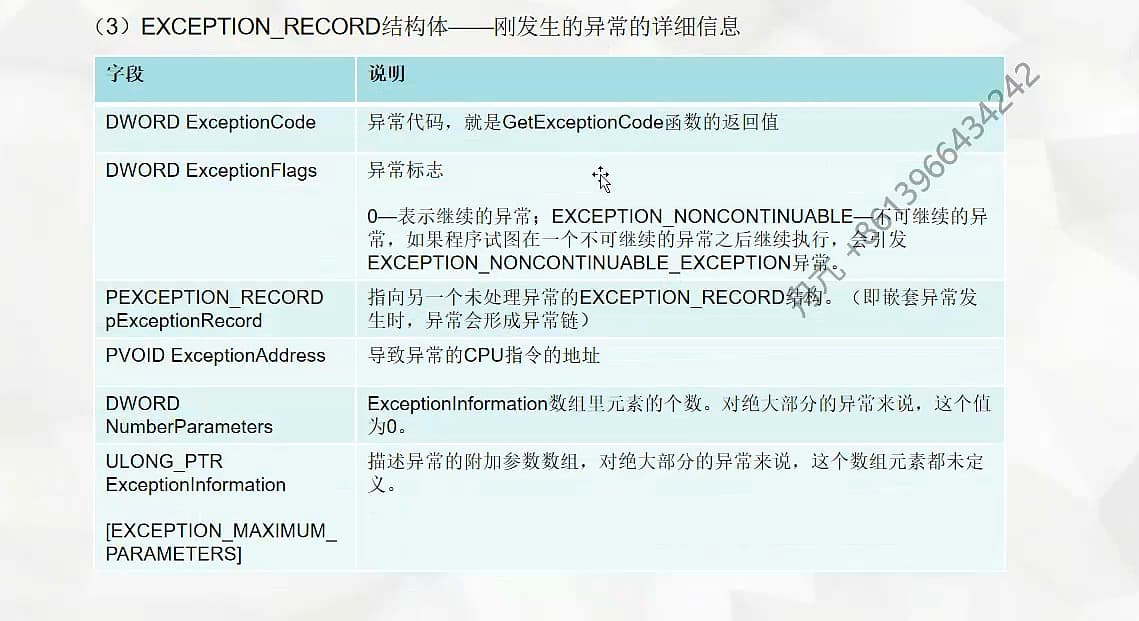 （3）EXCEPTION_RECORD结构体——刚发生的异常的详细信息
字段
说明
DWORD ExceptionCode
异常代码，就是GetExceptionCode函数的返回值
DWORD ExceptionFlags
异常标志
0—表示继续的异常；EXCEPTION_NONCONTINUABLE—不可继续的异
常，如果程序试图在一个不可继续的异常之后继续执行，会引发
EXCEPTION_NONCONTINUABLE_EXCEPTION异常。
PEXCEPTION_RECORD
pExceptionRecord
指向另一个未处理异常的EXCEPTION_RECORD结构。（即嵌套异常发
生时，异常会形成异常链）
PVOID ExceptionAddress
导致异常的CPU指令的地址
DWORD
NumberParameters
ExceptionInformation数组里元素的个数。对绝大部分的异常来说，这个值
为0。
ULONG_PTR
ExceptionInformation
[EXCEPTION_MAXIMUM_
PARAMETERS]
描述异常的附加参数数组，对绝大部分的异常来说，这个数组元素都未定
义。
+8613966434242